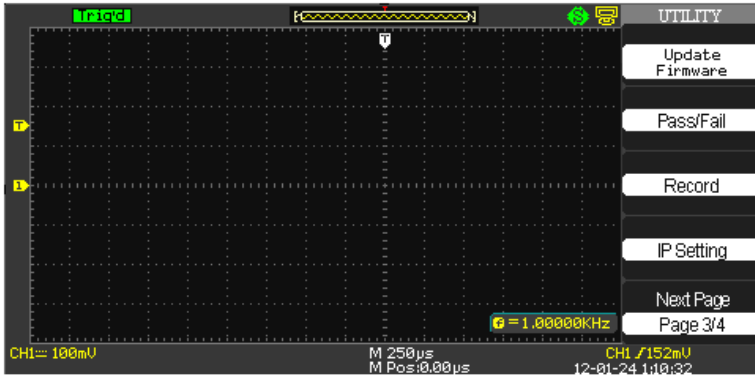 Trig'd
S
UTILITY
T
Update
Firmware
T
Pass/Fail
1
Record
IP Setting
Next Page
Page 3/4
f=1.00000KHz
CH1 100mV
M 250μs
CH1 152mV
M Pos:0.00μs
12-01-24 1:10:32